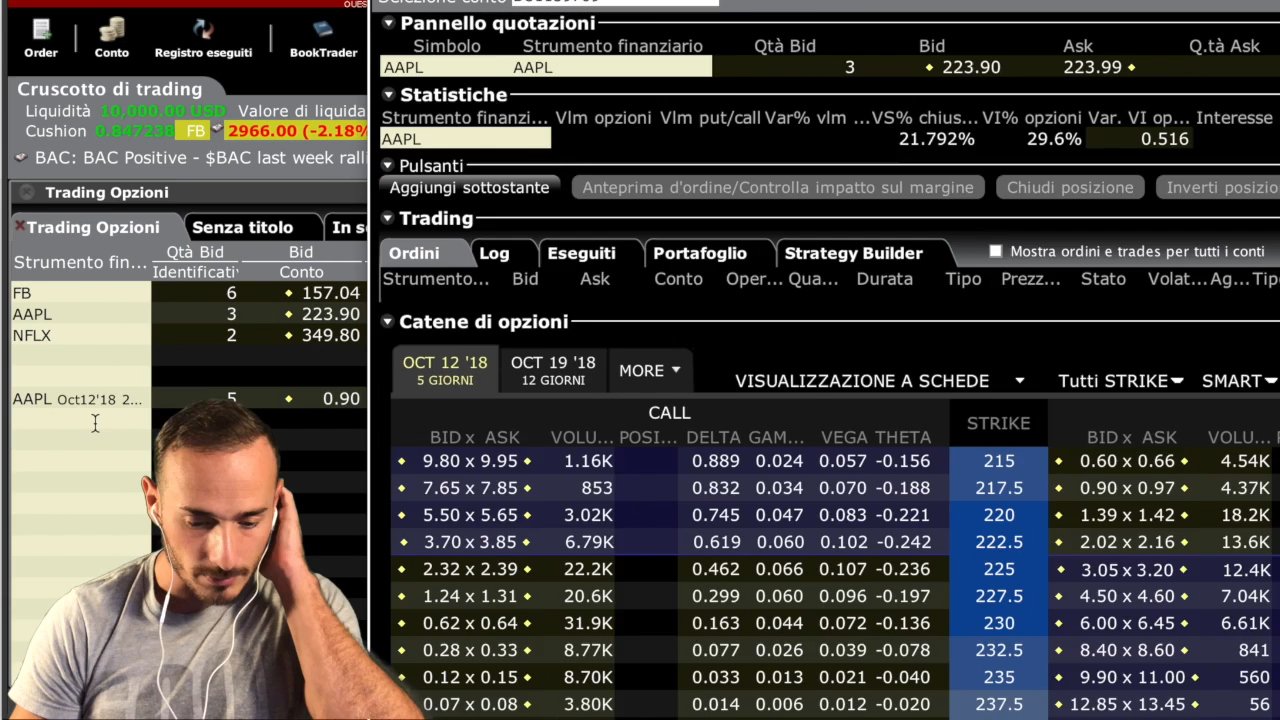 OUES
Order
Conto
Registro eseguiti
BookTrader
Cruscotto di trading
Liquidità 10,000.00 USD Valore di liquida
Cushion 0.847238 FB 2966.00 (-2.18%
BAC: BAC Positive - $BAC last week rall
Trading Opzioni
Trading Opzioni Senza titolo In s
Strumento fin... Qtà Bid Bid
Identificati Conto
FB 6 157.04
AAPL 3 223.90
NFLX 2 349.80
AAPL Oct12'18 2... 5 0.90
Selezione conto
Pannello quotazioni
Simbolo Strumento finanziario Qtà Bid Bid Ask Q.tà Ask
AAPL AAPL 3 223.90 223.99
Statistiche
Strumento finanzi... Vlm opzioni Vlm put/call Var% vlm ... VS% chius... VI% opzioni Var. VI op... Interesse
AAPL 21.792% 29.6% 0.516
Pulsanti
Aggiungi sottostante Anteprima d'ordine/Controlla impatto sul margine Chiudi posizione Inverti posizio
Trading
Ordini Log Eseguiti Portafoglio Strategy Builder Mostra ordini e trades per tutti i conti
Strumento... Bid Ask Conto Oper... Qua... Durata Tipo Prezz... Stato Volat... Ag... Tip
Catene di opzioni
OCT 12 '18 OCT 19 '18 MORE
5 GIORNI 12 GIORNI
VISUALIZZAZIONE A SCHEDE Tutti STRIKE SMART
CALL STRIKE
BID x ASK VOLU... POSI... DELTA GAM... VEGA THETA BID x ASK VOLU...
9.80 x 9.95 1.16K 0.889 0.024 0.057 -0.156 215 0.60 x 0.66 4.54K
7.65 x 7.85 853 0.832 0.034 0.070 -0.188 217.5 0.90 x 0.97 4.37K
5.50 x 5.65 3.02K 0.745 0.047 0.083 -0.221 220 1.39 x 1.42 18.2K
3.70 x 3.85 6.79K 0.619 0.060 0.102 -0.242 222.5 2.02 x 2.16 13.6K
2.32 x 2.39 22.2K 0.462 0.066 0.107 -0.236 225 3.05 x 3.20 12.4K
1.24 x 1.31 20.6K 0.299 0.060 0.096 -0.197 227.5 4.50 x 4.60 7.04K
0.62 x 0.64 31.9K 0.163 0.044 0.072 -0.136 230 6.00 x 6.45 6.61K
0.28 x 0.33 8.77K 0.077 0.026 0.039 -0.078 232.5 8.40 x 8.60 841
0.12 x 0.15 8.70K 0.033 0.013 0.021 -0.040 235 9.90 x 11.00 560
0.07 x 0.08 3.80K 0.014 0.006 0.012 -0.020 237.5 12.85 x 13.45 56